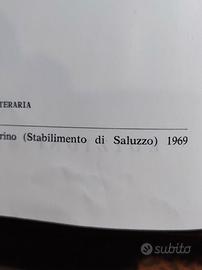 TERARIA
rino (Stabilimento di Saluzzo) 1969
subito